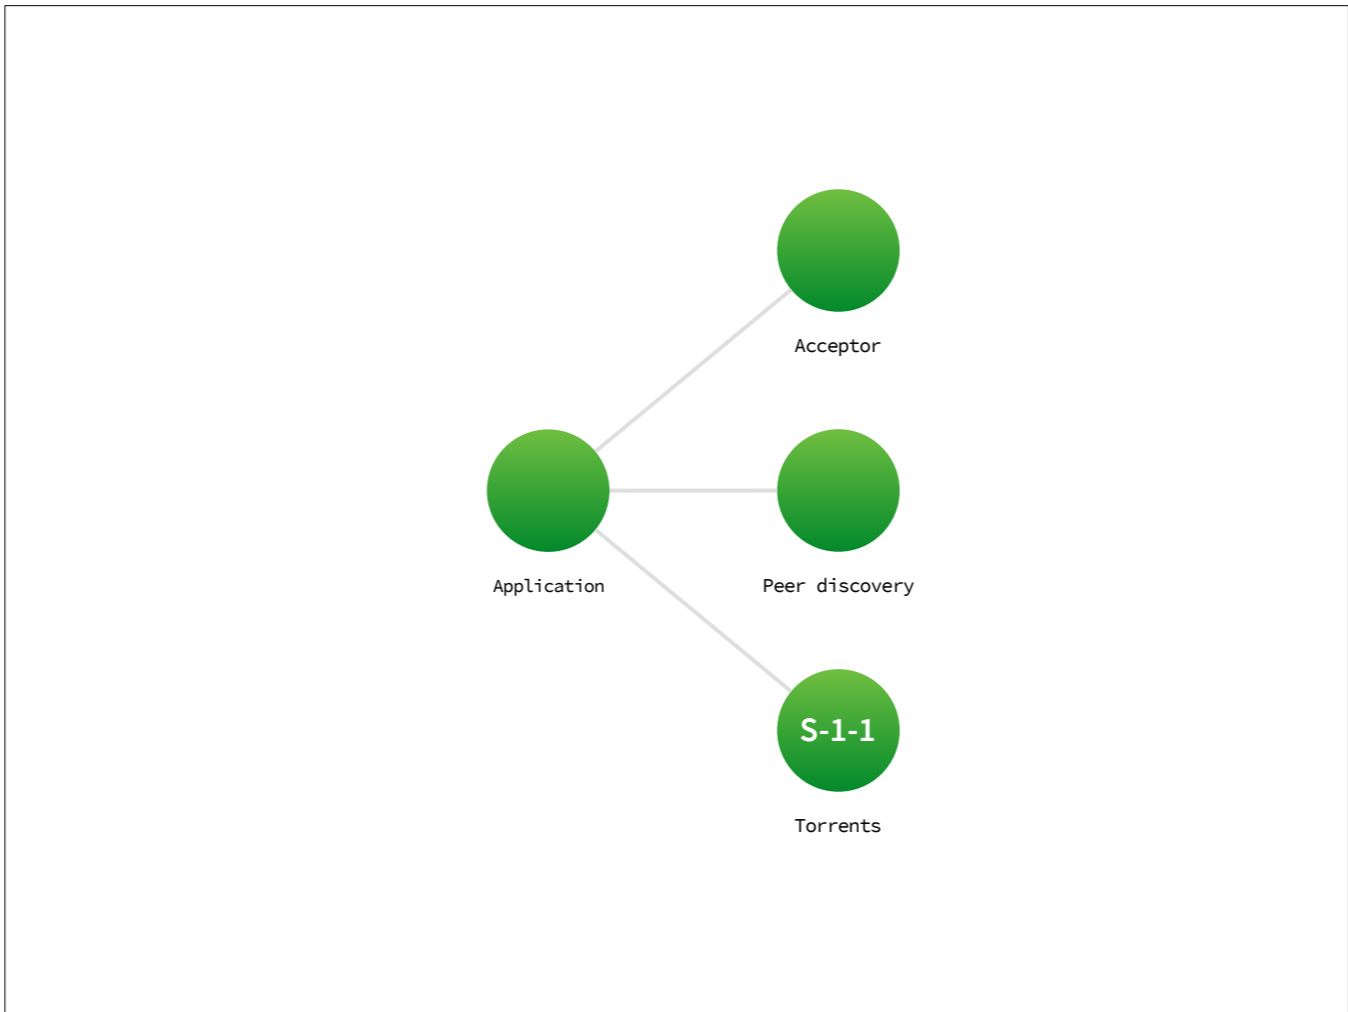 Acceptor
Application
Peer discovery
S-1-1
Torrents